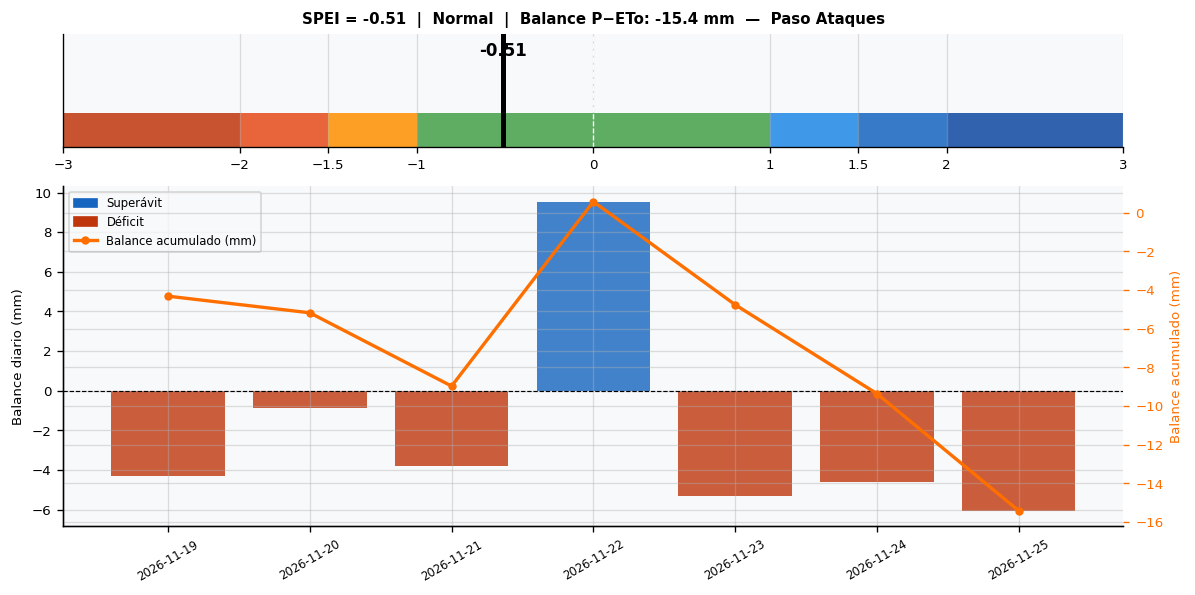 SPEI = -0.51  |  Normal  |  Balance P−ETo: -15.4 mm  —  Paso Ataques
-0.51
−3 −2 −1.5 −1 0 1 1.5 2 3
Superávit
Déficit
Balance acumulado (mm)
Balance diario (mm)
10
8
6
4
2
0
−2
−4
−6
0
−2
−4
−6
−8
−10
−12
−14
−16
Balance acumulado (mm)
2026-11-19 2026-11-20 2026-11-21 2026-11-22 2026-11-23 2026-11-24 2026-11-25